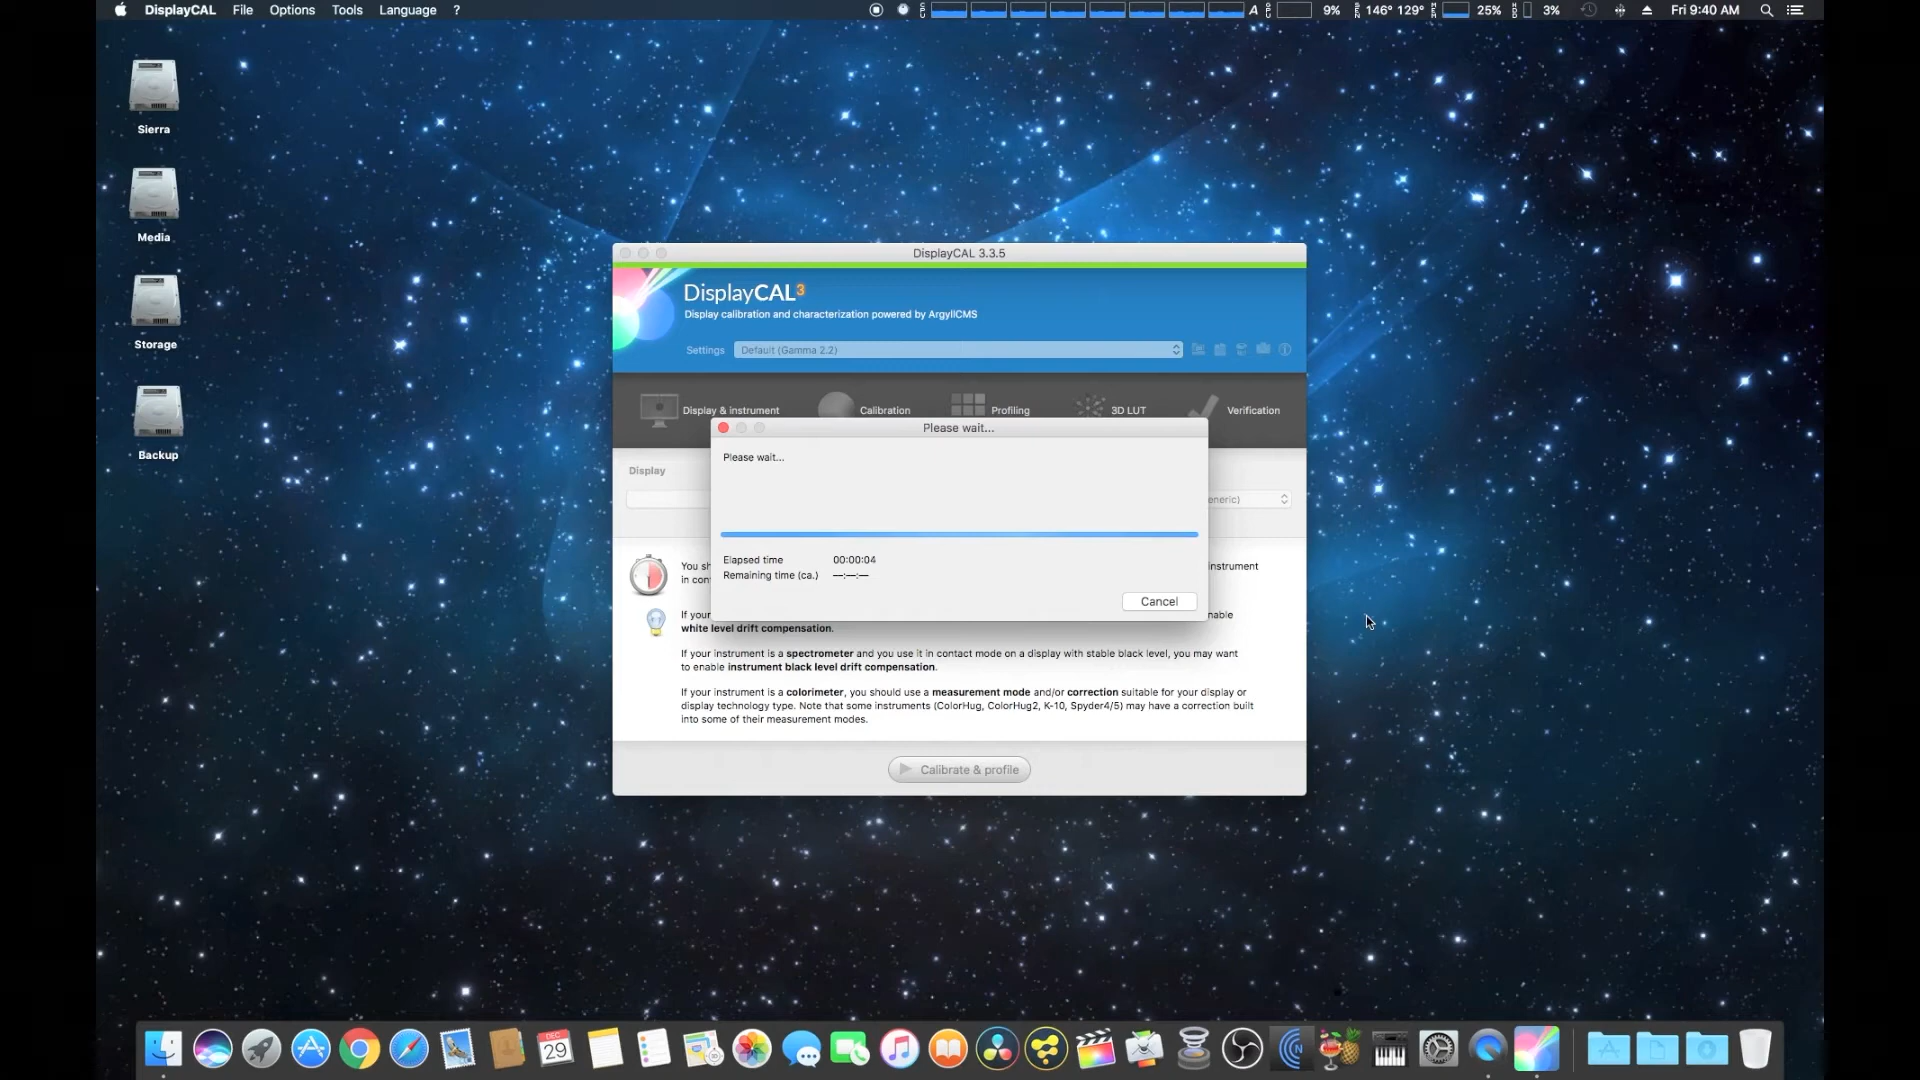 DisplayCAL File Options Tools Language ? 9% 146° 129° 25% 3% Fri 9:40 AM
Sierra
Media
Storage
Backup
DisplayCAL 3.3.5
DisplayCAL3
Display calibration and characterization powered by ArgyllCMS
Settings Default (Gamma 2.2)
Display & instrument Calibration Profiling 3D LUT Verification
Please wait...
Please wait...
Elapsed time 00:00:04
Remaining time (ca.) --:--:--
Cancel
Display
You
instrument
in
If your
white level drift compensation.
If your instrument is a spectrometer and you use it in contact mode on a display with stable black level, you may want
to enable instrument black level drift compensation.
If your instrument is a colorimeter, you should use a measurement mode and/or correction suitable for your display or
display technology type. Note that some instruments (ColorHug, ColorHug2, K-10, Spyder4/5) may have a correction built
into some of their measurement modes.
Calibrate & profile
DEC
29